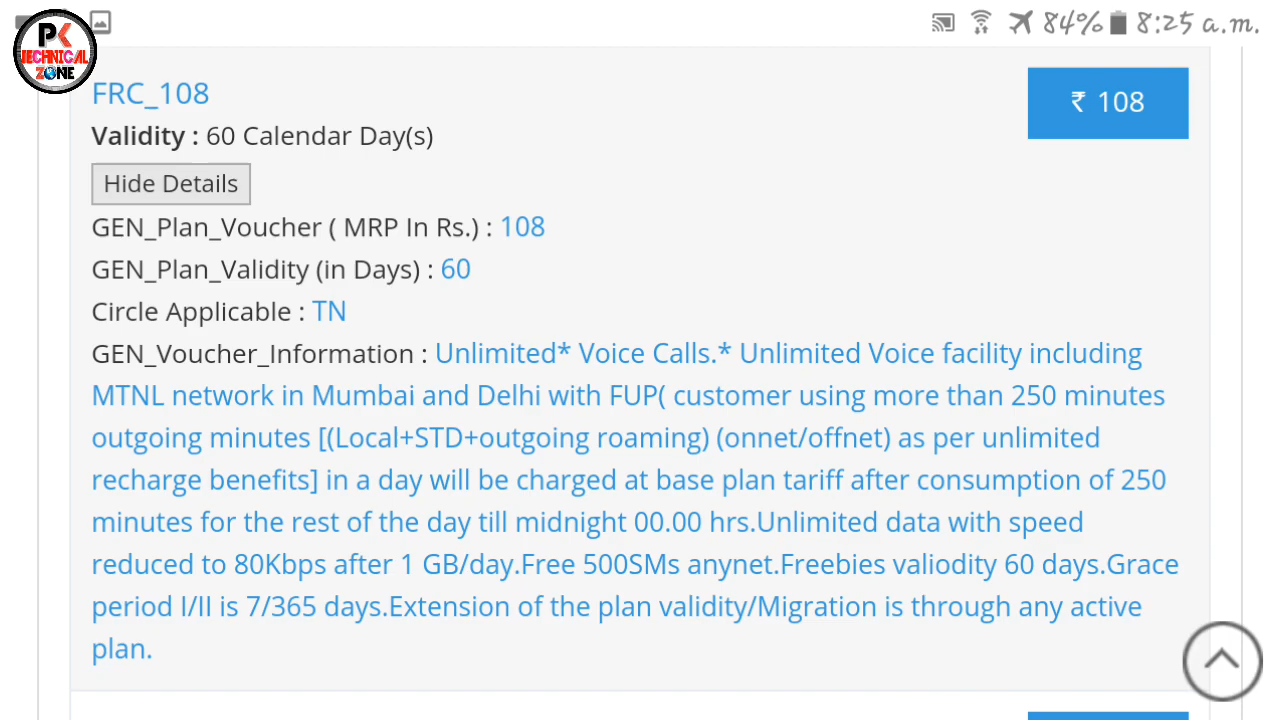 84% 8:25 a.m.
PK
TECHNICAL
ZONE
FRC_108
₹ 108
Validity : 60 Calendar Day(s)
Hide Details
GEN_Plan_Voucher ( MRP In Rs.) : 108
GEN_Plan_Validity (in Days) : 60
Circle Applicable : TN
GEN_Voucher_Information : Unlimited* Voice Calls.* Unlimited Voice facility including
MTNL network in Mumbai and Delhi with FUP( customer using more than 250 minutes
outgoing minutes [(Local+STD+outgoing roaming) (onnet/offnet) as per unlimited
recharge benefits] in a day will be charged at base plan tariff after consumption of 250
minutes for the rest of the day till midnight 00.00 hrs.Unlimited data with speed
reduced to 80Kbps after 1 GB/day.Free 500SMs anynet.Freebies valiodity 60 days.Grace
period I/II is 7/365 days.Extension of the plan validity/Migration is through any active
plan.